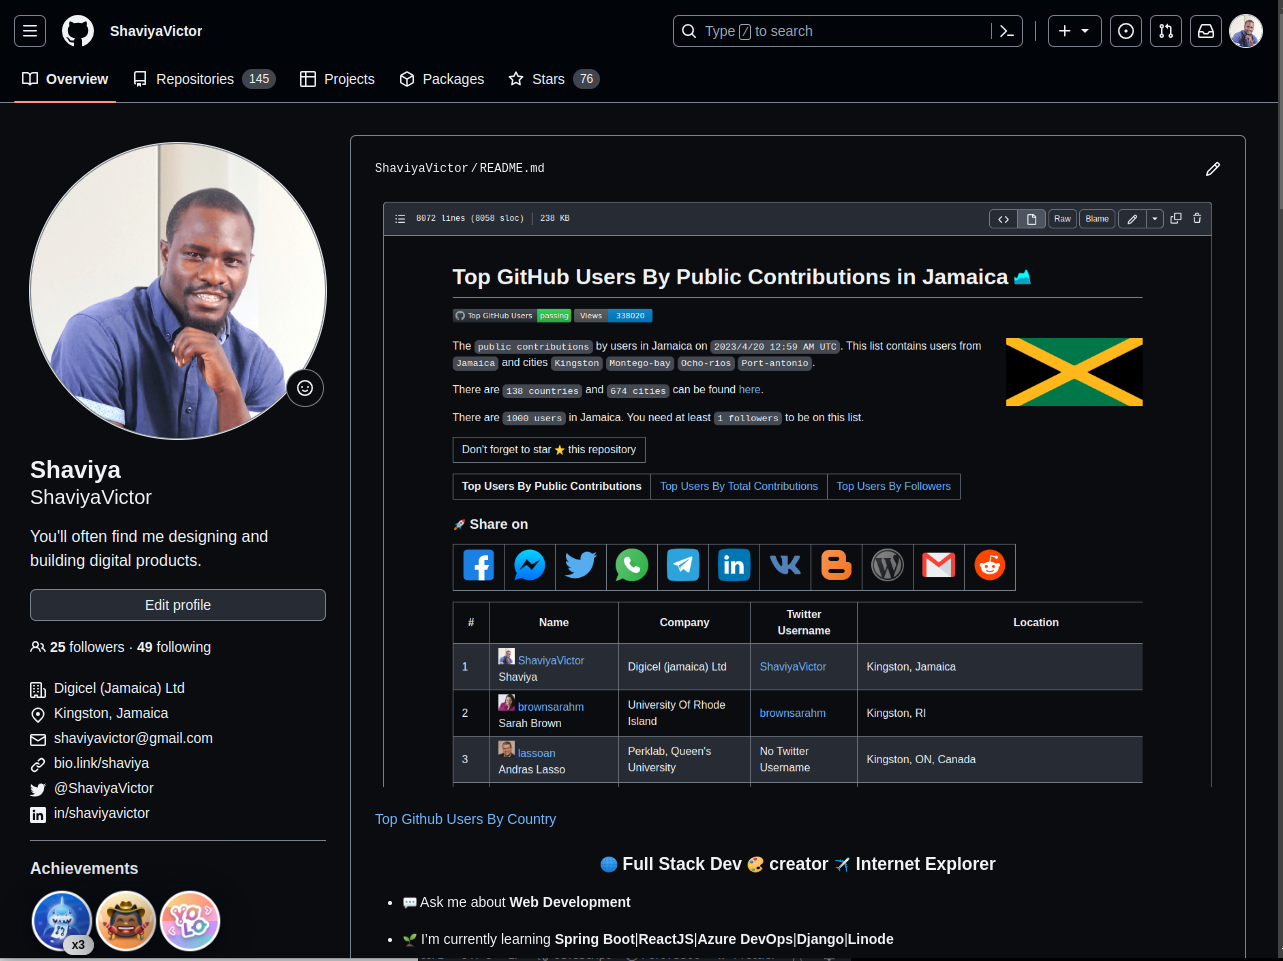 ShaviyaVictor
Type / to search
Overview
Repositories 145
Projects
Packages
Stars 76
ShaviyaVictor/README.md
8072 lines (8058 sloc) | 238 KB
Raw
Blame
Top GitHub Users By Public Contributions in Jamaica
Top GitHub Users passing
Views 338020
The public contributions by users in Jamaica on 2023/4/20 12:59 AM UTC. This list contains users from
Jamaica and cities Kingston Montego-bay Ocho-rios Port-antonio.
There are 138 countries and 674 cities can be found here.
There are 1000 users in Jamaica. You need at least 1 followers to be on this list.
Don't forget to star ⭐ this repository
Top Users By Public Contributions
Top Users By Total Contributions
Top Users By Followers
🚀 Share on
# Name Company Twitter Username Location
1 ShaviyaVictor Shaviya Digicel (jamaica) Ltd ShaviyaVictor Kingston, Jamaica
2 brownsarahm Sarah Brown University Of Rhode Island brownsarahm Kingston, RI
3 lassoan Andras Lasso Perklab, Queen's University No Twitter Username Kingston, ON, Canada
Top Github Users By Country
🌐 Full Stack Dev 🎨 creator ✈️ Internet Explorer
• 💬 Ask me about Web Development
• 🌱 I'm currently learning Spring Boot|ReactJS|Azure DevOps|Django|Linode
Shaviya
ShaviyaVictor
You'll often find me designing and
building digital products.
Edit profile
25 followers · 49 following
Digicel (Jamaica) Ltd
Kingston, Jamaica
shaviyavictor@gmail.com
bio.link/shaviya
@ShaviyaVictor
in/shaviyavictor
Achievements
YOLO
x3